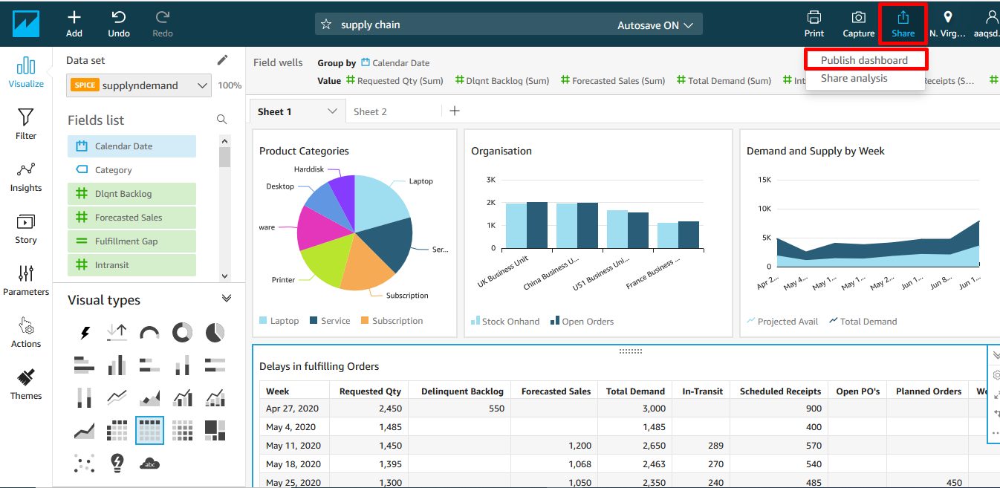 Add
Undo
Redo
supply chain
Autosave ON
Print
Capture
Share
N. Virg...
aaqsd.
Publish dashboard
Share analysis
Visualize
Filter
Insights
Story
Parameters
Actions
Themes
Data set
SPICE supplyndemand
100%
Fields list
Calendar Date
Category
Dlqnt Backlog
Forecasted Sales
Fulfillment Gap
Intransit
Visual types
abc
Field wells
Group by Calendar Date
Value Requested Qty (Sum) Dlqnt Backlog (Sum) Forecasted Sales (Sum) Total Demand (Sum) Int eceipts (S...
Sheet 1
Sheet 2
Product Categories
Harddisk
Laptop
Desktop
ware
Ser...
Printer
Subscription
Laptop Service Subscription
Organisation
3K
2K
1K
0
UK Business Unit
China Business U...
US1 Business Uni...
France Business ...
Stock Onhand Open Orders
Demand and Supply by Week
15K
10K
5K
0
Apr 2... May 4... May 1... May 1... May 2... Jun 1... Jun 8... Jun 1...
Projected Avail Total Demand
Delays in fulfilling Orders
Week Requested Qty Delinquent Backlog Forecasted Sales Total Demand In-Transit Scheduled Receipts Open PO's Planned Orders We
Apr 27, 2020 2,450 550 3,000 900
May 4, 2020 1,485 1,485 400
May 11, 2020 1,450 1,200 2,650 289 570
May 18, 2020 1,395 1,068 2,463 270 540
May 25, 2020 1,300 1,050 2,350 240 485 450